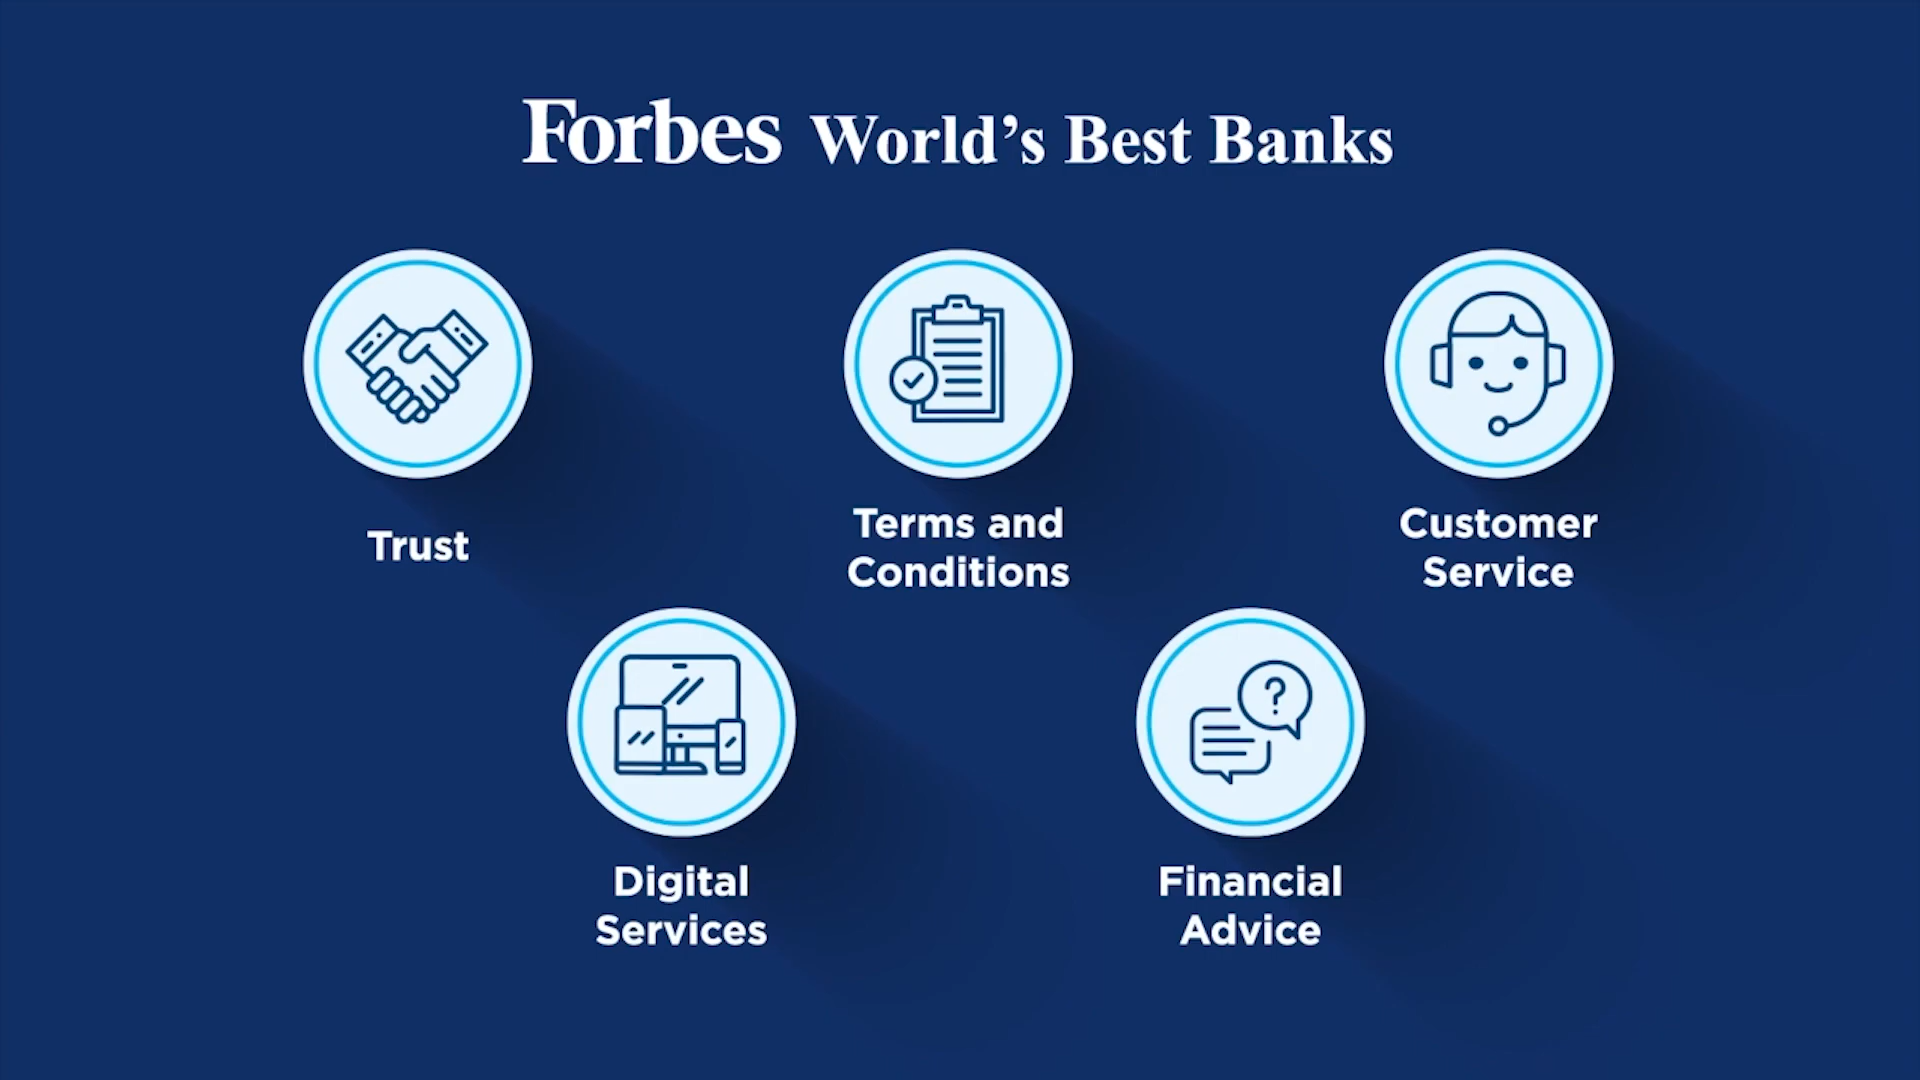 Forbes World’s Best Banks
Trust
Terms and
Conditions
Customer
Service
Digital
Services
Financial
Advice